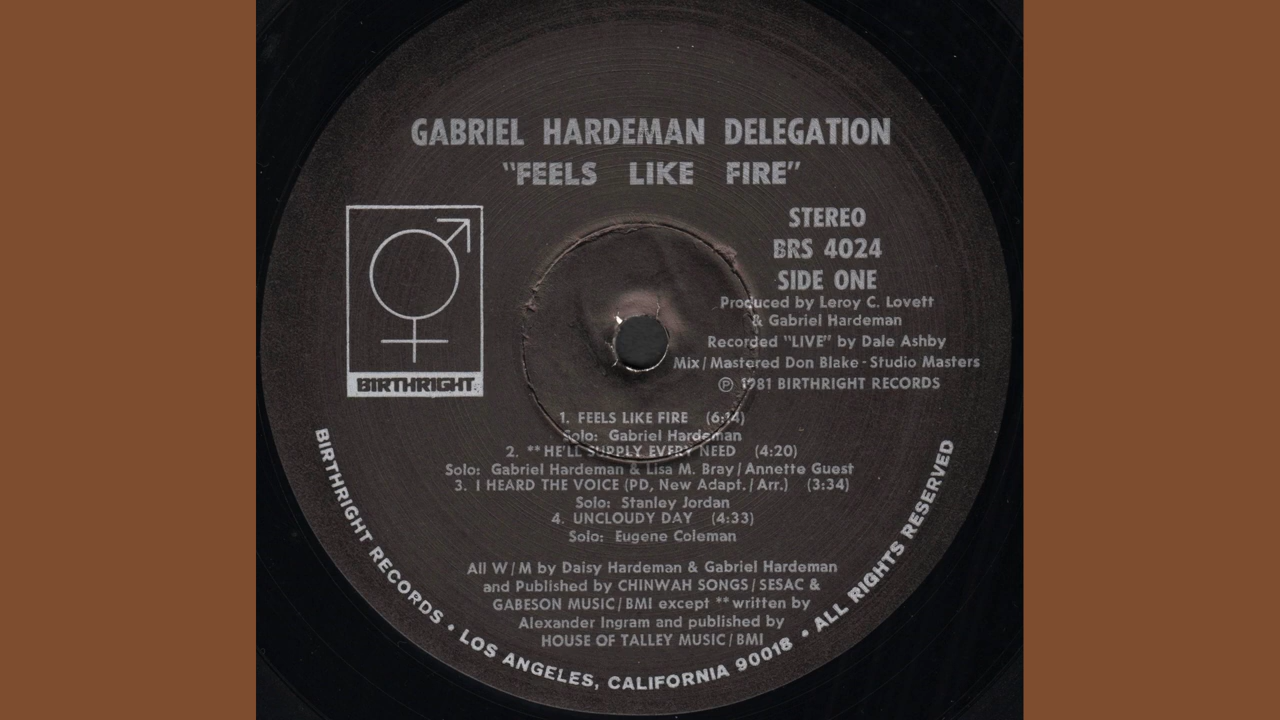 GABRIEL HARDEMAN DELEGATION
"FEELS LIKE FIRE"
STEREO
BRS 4024
SIDE ONE
Produced by Leroy C. Lovett
& Gabriel Hardeman
Recorded "LIVE" by Dale Ashby
Mix/Mastered Don Blake - Studio Masters
℗ 1981 BIRTHRIGHT RECORDS
BIRTHRIGHT
1. FEELS LIKE FIRE (6:14)
Solo: Gabriel Hardeman
2. **HE'LL SUPPLY EVERY NEED (4:20)
Solo: Gabriel Hardeman & Lisa M. Bray/Annette Guest
3. I HEARD THE VOICE (PD, New Adapt./Arr.) (3:34)
Solo: Stanley Jordan
4. UNCLOUDY DAY (4:33)
Solo: Eugene Coleman
All W/M by Daisy Hardeman & Gabriel Hardeman
and Published by CHINWAH SONGS/SESAC &
GABESON MUSIC/BMI except **written by
Alexander Ingram and published by
HOUSE OF TALLEY MUSIC/BMI
BIRTHRIGHT RECORDS • LOS ANGELES, CALIFORNIA 90018 • ALL RIGHTS RESERVED